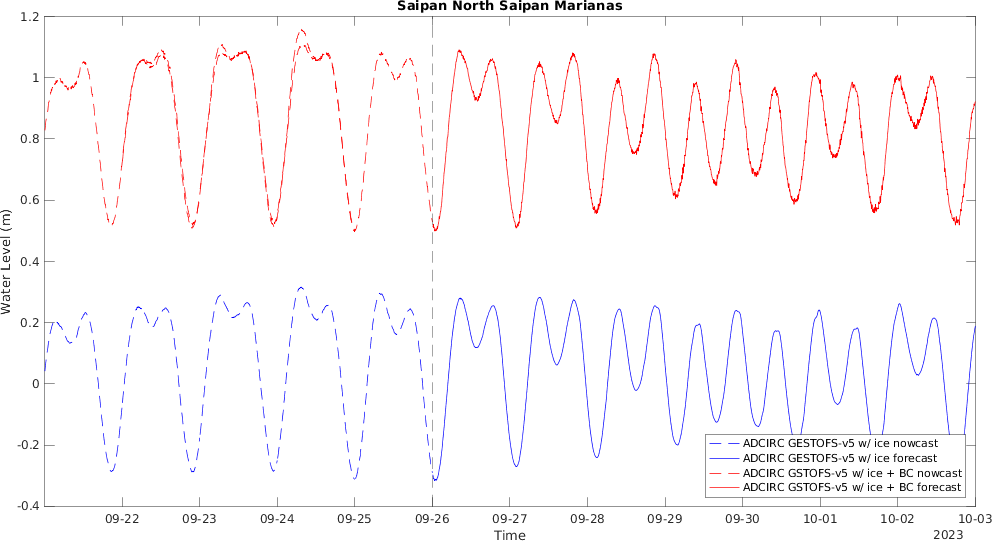 Saipan North Saipan Marianas
1.2
1
0.8
0.6
0.4
0.2
0
-0.2
-0.4
Water Level (m)
ADCIRC GESTOFS-v5 w/ ice nowcast
ADCIRC GESTOFS-v5 w/ ice forecast
ADCIRC GSTOFS-v5 w/ ice + BC nowcast
ADCIRC GSTOFS-v5 w/ ice + BC forecast
09-22 09-23 09-24 09-25 09-26 09-27 09-28 09-29 09-30 10-01 10-02 10-03
Time
2023